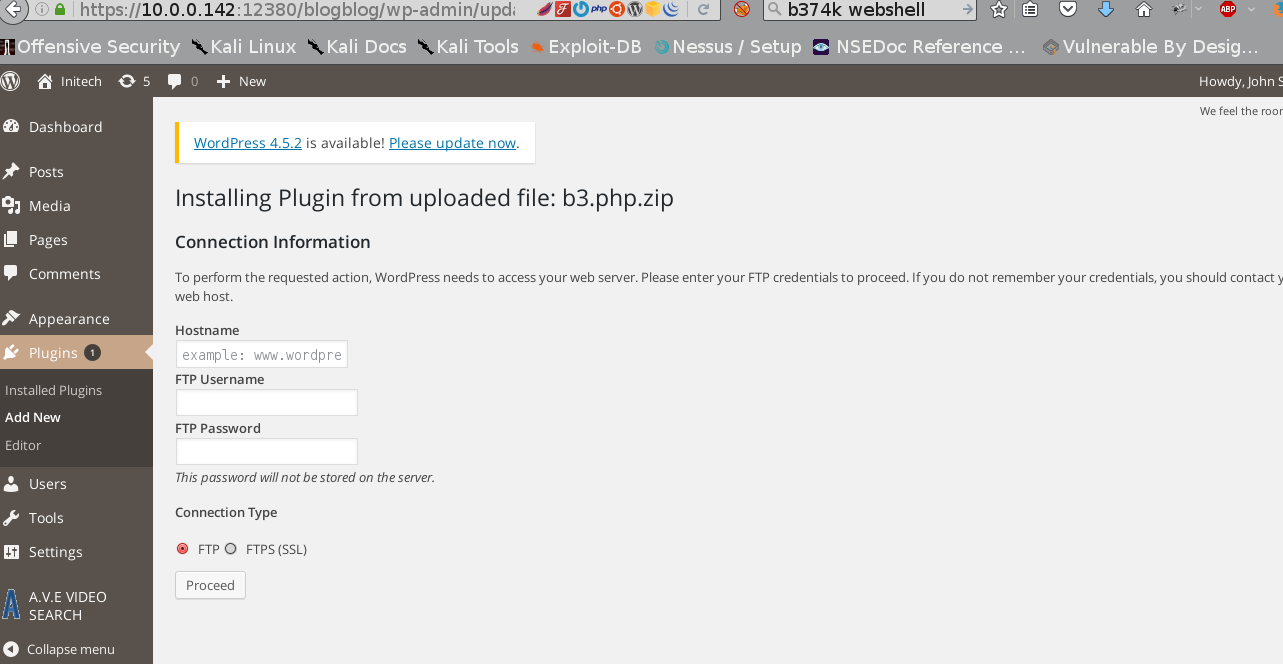 https://10.0.0.142:12380/blogblog/wp-admin/upda
php
b374k webshell
ABP
Offensive Security
Kali Linux
Kali Docs
Kali Tools
Exploit-DB
Nessus / Setup
NSEDoc Reference ...
Vulnerable By Desig...
Initech
5
0
New
Howdy, John S
We feel the roor
Dashboard
Posts
Media
Pages
Comments
Appearance
Plugins 1
Installed Plugins
Add New
Editor
Users
Tools
Settings
A.V.E VIDEO
SEARCH
Collapse menu
WordPress 4.5.2 is available! Please update now.
Installing Plugin from uploaded file: b3.php.zip
Connection Information
To perform the requested action, WordPress needs to access your web server. Please enter your FTP credentials to proceed. If you do not remember your credentials, you should contact y
web host.
Hostname
example: www.wordpre
FTP Username
FTP Password
This password will not be stored on the server.
Connection Type
FTP
FTPS (SSL)
Proceed